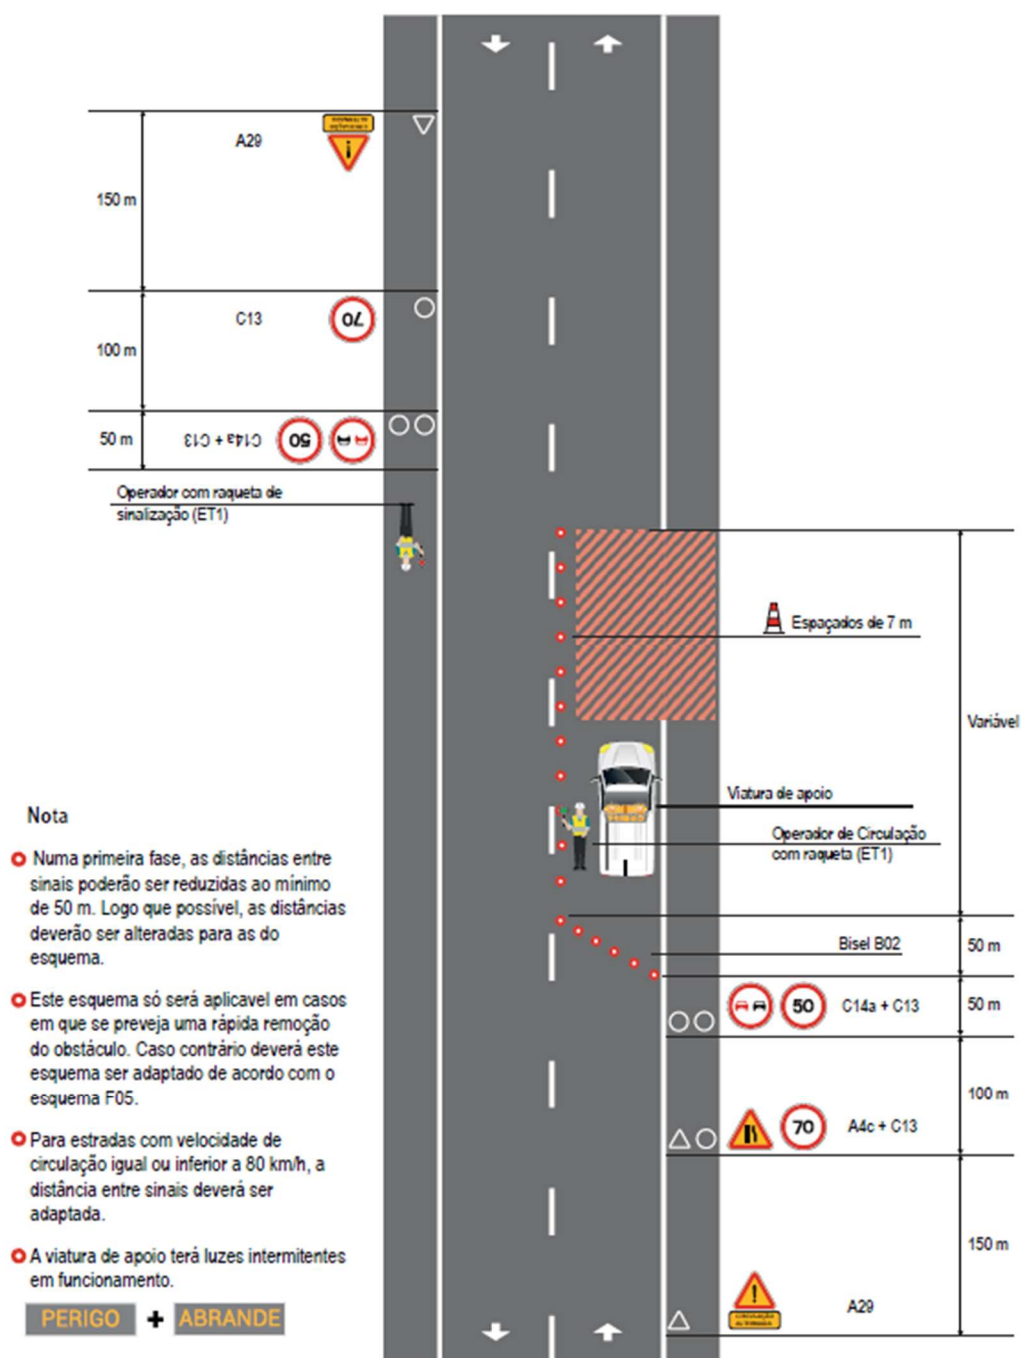 A29
150 m
C13
70
100 m
50 m
C14a + C13
50
Operador com raqueta de
sinalização (ET1)
Espaçados de 7 m
Variável
Viatura de apoio
Operador de Circulação
com raqueta (ET1)
Bisel B02
50 m
50
C14a + C13
50 m
100 m
70
A4c + C13
150 m
A29
CIRCULAÇÃO
ALTERNADA
Nota
Numa primeira fase, as distâncias entre
sinais poderão ser reduzidas ao mínimo
de 50 m. Logo que possível, as distâncias
deverão ser alteradas para as do
esquema.
Este esquema só será aplicavel em casos
em que se preveja uma rápida remoção
do obstáculo. Caso contrário deverá este
esquema ser adaptado de acordo com o
esquema F05.
Para estradas com velocidade de
circulação igual ou inferior a 80 km/h, a
distância entre sinais deverá ser
adaptada.
A viatura de apoio terá luzes intermitentes
em funcionamento.
PERIGO + ABRANDE